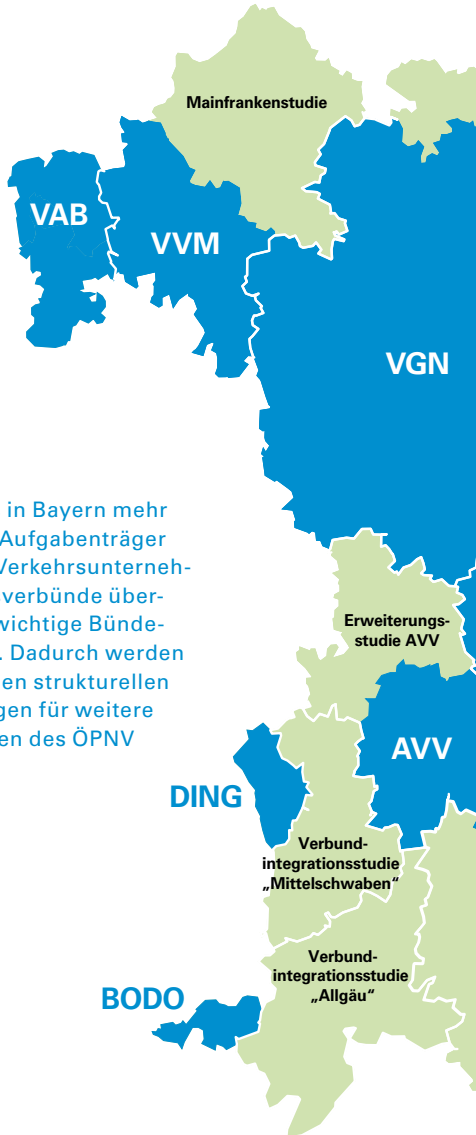 Mainfrankenstudie
VAB
VVM
VGN
in Bayern mehr
Aufgabenträger
Verkehrsunterneh-
sverbünde über-
wichtige Bünde-
. Dadurch werden
en strukturellen
gen für weitere
en des ÖPNV
Erweiterungs-
studie AVV
AVV
DING
Verbund-
integrationsstudie
„Mittelschwaben“
Verbund-
integrationsstudie
„Allgäu“
BODO